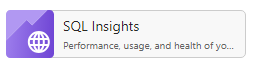 SQL Insights
Performance, usage, and health of yo...